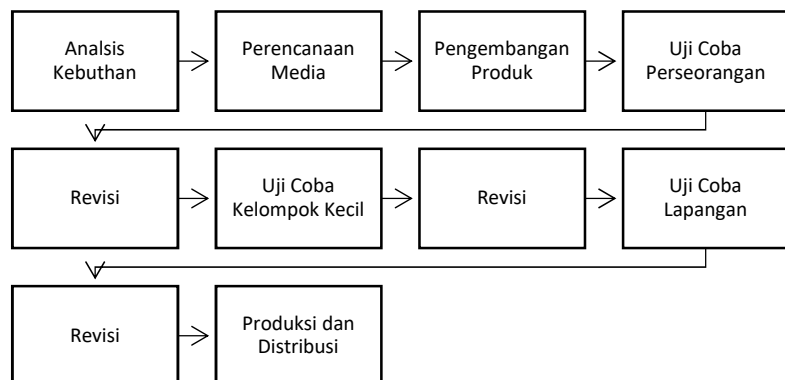 Analsis
Kebuthan
Perencanaan
Media
Pengembangan
Produk
Uji Coba
Perseorangan
Revisi
Uji Coba
Kelompok Kecil
Revisi
Uji Coba
Lapangan
Revisi
Produksi dan
Distribusi